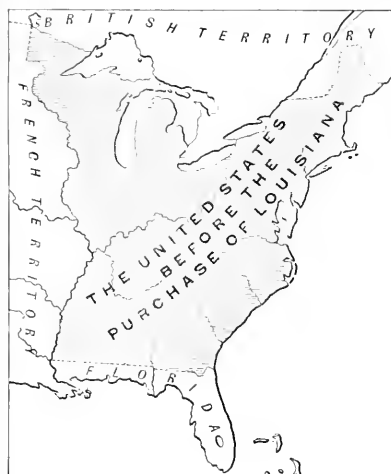 BRITISH TERRITORY
FRENCH TERRITORY
THE UNITED STATES
BEFORE THE
PURCHASE OF LOUISIANA
FLORIDA